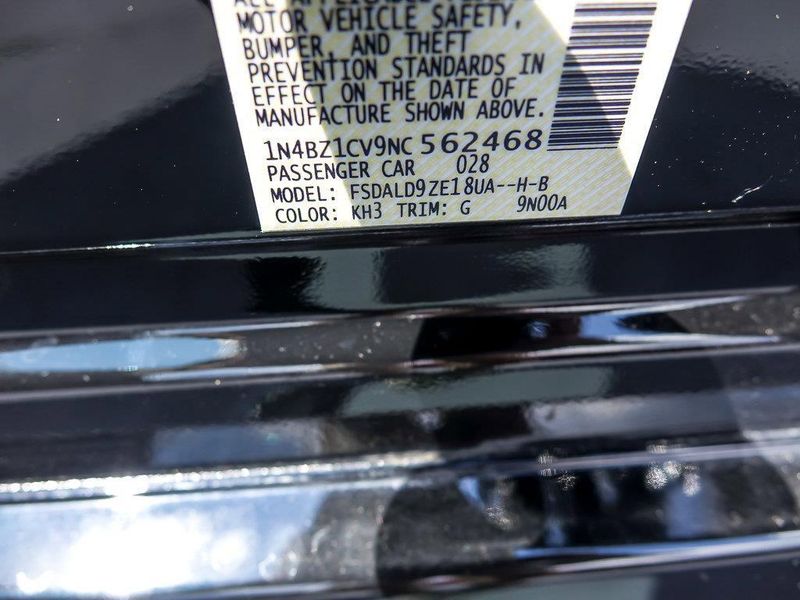 MOTOR VEHICLE SAFETY,
BUMPER, AND THEFT
PREVENTION STANDARDS IN
EFFECT ON THE DATE OF
MANUFACTURE SHOWN ABOVE.
1N4BZ1CV9NC562468
PASSENGER CAR 028
MODEL: FSDALD9ZE18UA--H-B
COLOR: KH3 TRIM: G 9N00A